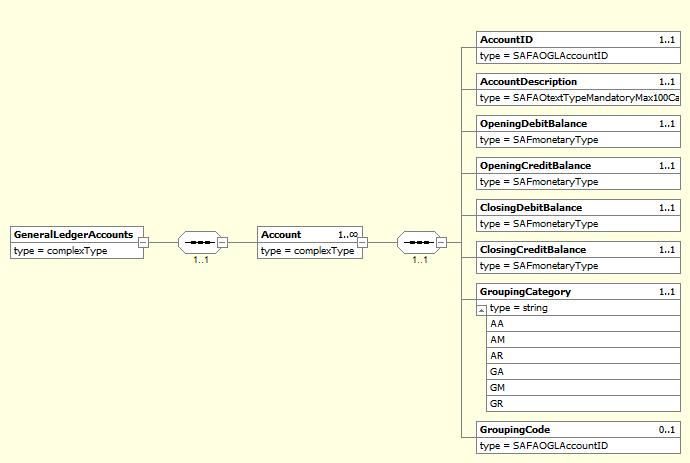 AccountID 1..1
type = SAFAOGLAccountID
AccountDescription 1..1
type = SAFAOtextTypeMandatoryMax100Ca
OpeningDebitBalance 1..1
type = SAFmonetaryType
OpeningCreditBalance 1..1
type = SAFmonetaryType
ClosingDebitBalance 1..1
type = SAFmonetaryType
GeneralLedgerAccounts
type = complexType
1..1
Account 1..∞
type = complexType
1..1
ClosingCreditBalance 1..1
type = SAFmonetaryType
GroupingCategory 1..1
type = string
AA
AM
AR
GA
GM
GR
GroupingCode 0..1
type = SAFAOGLAccountID